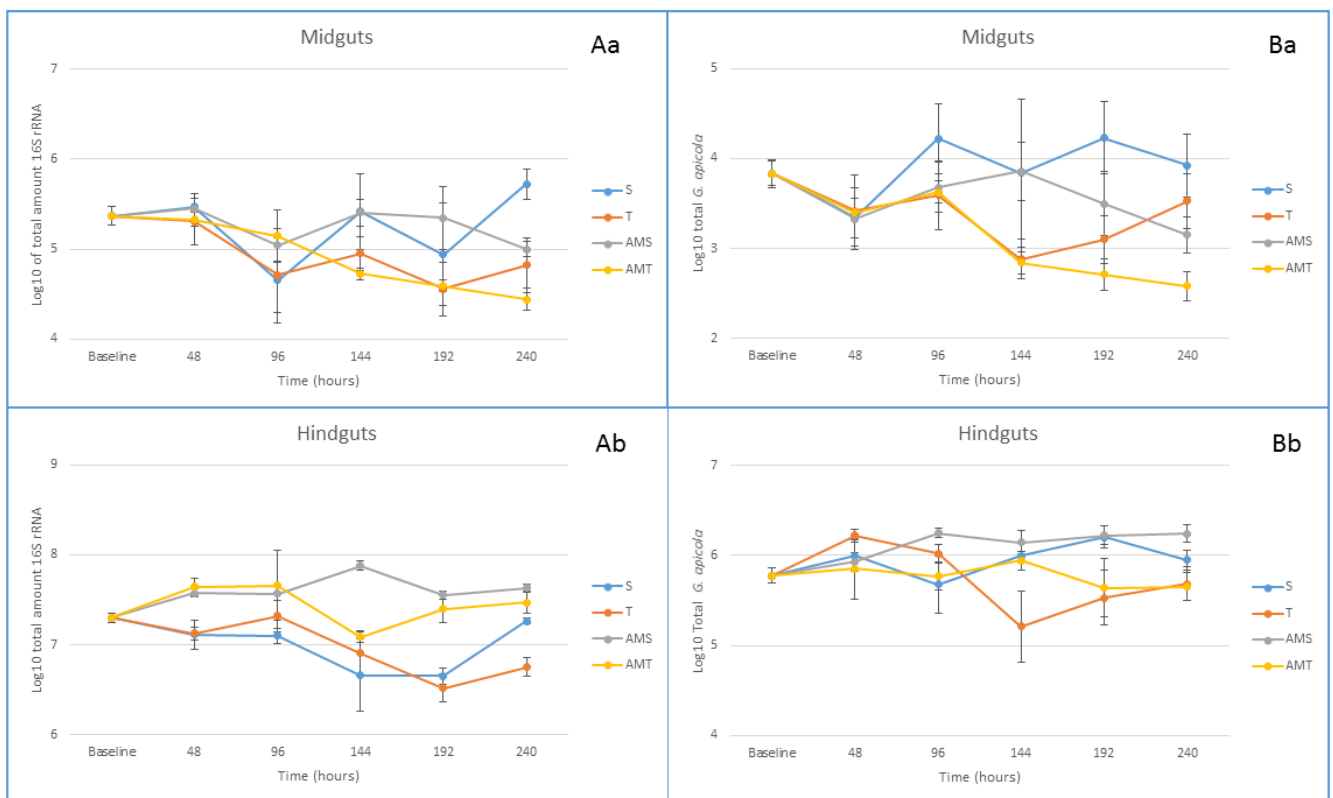 Midguts
Aa
Log10 of total amount 16S rRNA
7
6
5
4
Baseline 48 96 144 192 240
Time (hours)
S
T
AMS
AMT
Midguts
Ba
Log10 total G. apicola
5
4
3
2
Baseline 48 96 144 192 240
Time (hours)
S
T
AMS
AMT
Hindguts
Ab
Log10 total amount 16S rRNA
9
8
7
6
Baseline 48 96 144 192 240
Time (hours)
S
T
AMS
AMT
Hindguts
Bb
Log10 Total G. apicola
7
6
5
4
Baseline 48 96 144 192 240
Time (hours)
S
T
AMS
AMT